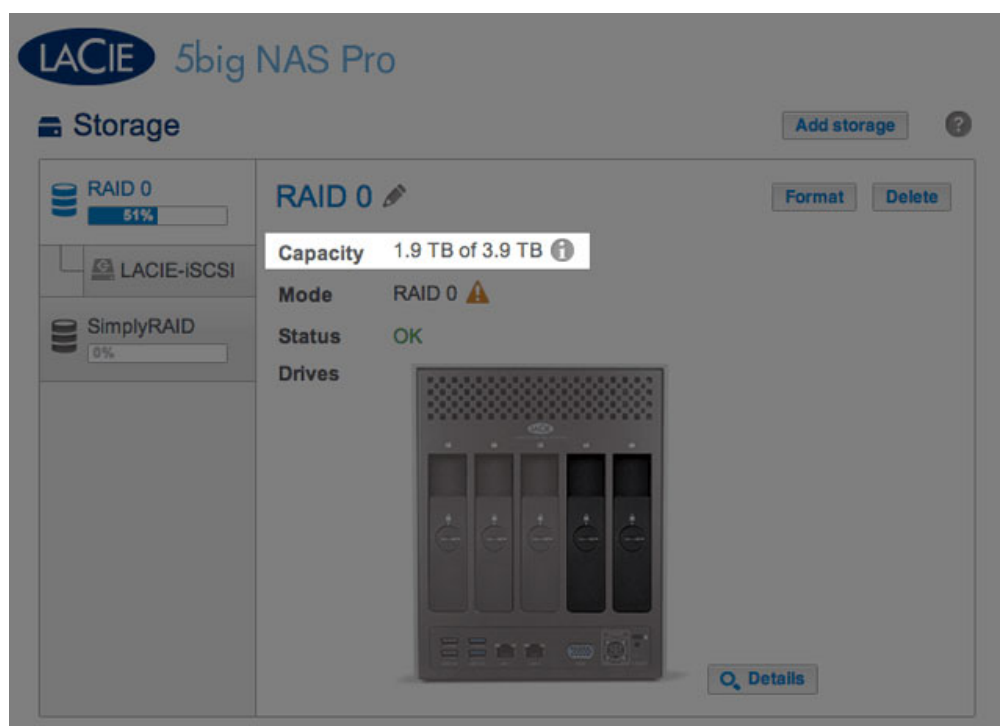 LACIE 5big NAS Pro
Storage
Add storage
?
RAID 0
51%
LACIE-iSCSI
SimplyRAID
0%
RAID 0
Format
Delete
Capacity 1.9 TB of 3.9 TB
Mode RAID 0
Status OK
Drives
Details